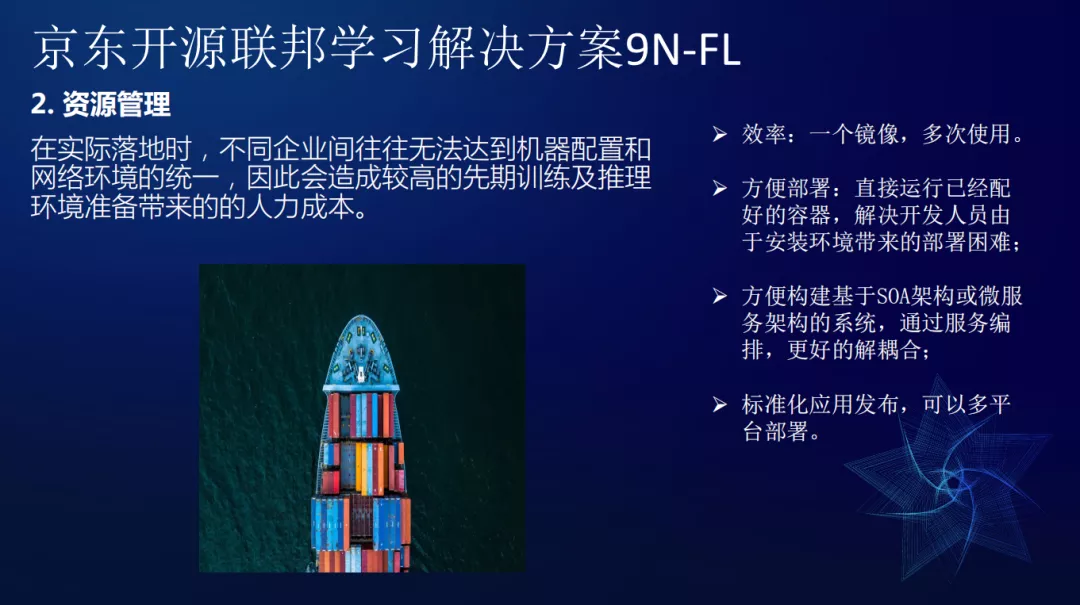 京东开源联邦学习解决方案9N-FL
2. 资源管理
在实际落地时，不同企业间往往无法达到机器配置和
网络环境的统一，因此会造成较高的先期训练及推理
环境准备带来的的人力成本。
➢ 效率：一个镜像，多次使用。
➢ 方便部署：直接运行已经配
好的容器，解决开发人员由
于安装环境带来的部署困难；
➢ 方便构建基于SOA架构或微服
务架构的系统，通过服务编
排，更好的解耦合；
➢ 标准化应用发布，可以多平
台部署。